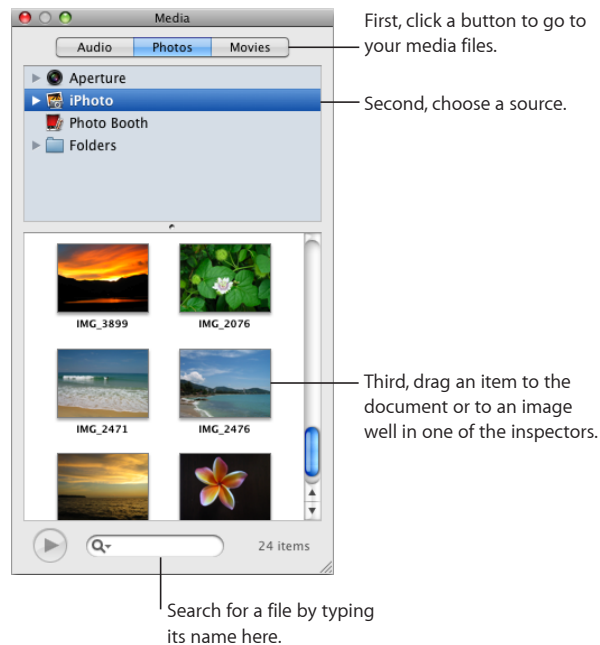 Media
First, click a button to go to
your media files.
Audio Photos Movies
Aperture
iPhoto
Second, choose a source.
Photo Booth
Folders
IMG_3899 IMG_2076
Third, drag an item to the
document or to an image
well in one of the inspectors.
IMG_2471 IMG_2476
24 items
Search for a file by typing
its name here.